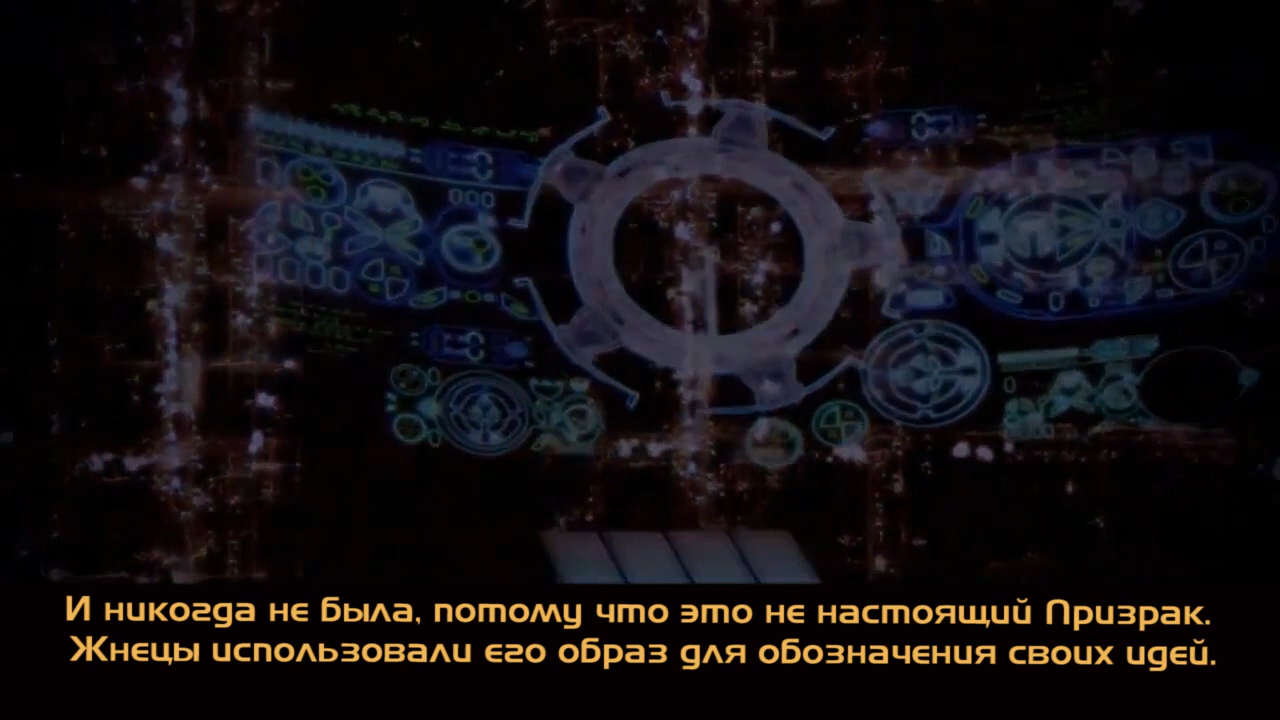 И никогда не была, потому что это не настоящий Призрак.
Жнецы использовали его образ для обозначения своих идей.